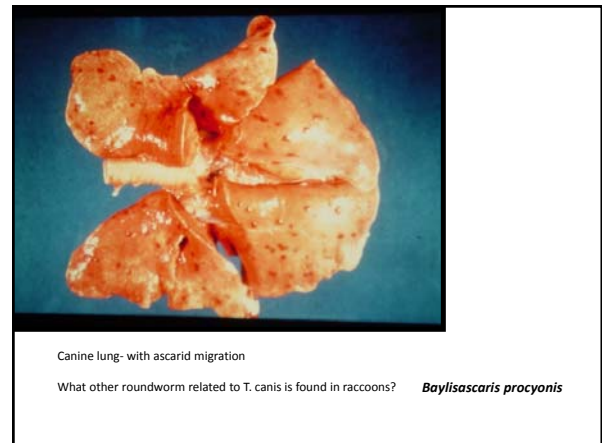 Canine lung- with ascarid migration
What other roundworm related to T. canis is found in raccoons? Baylisascaris procyonis